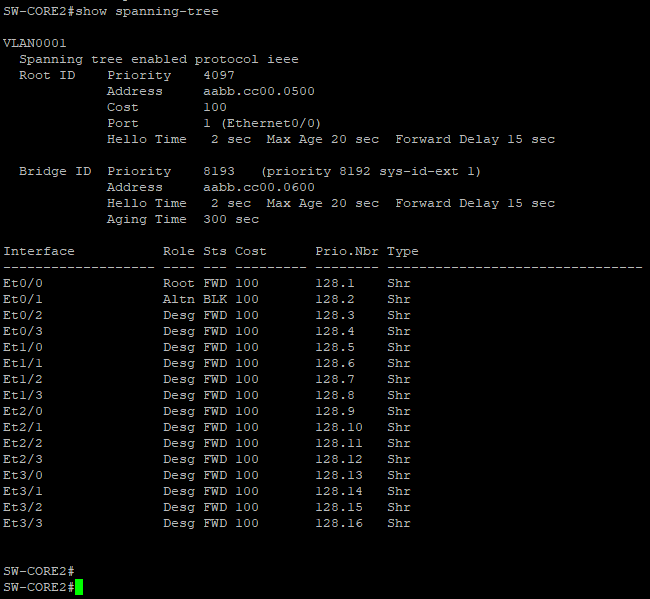 SW-CORE2#show spanning-tree
VLAN0001
  Spanning tree enabled protocol ieee
  Root ID    Priority    4097
             Address     aabb.cc00.0500
             Cost        100
             Port        1 (Ethernet0/0)
             Hello Time   2 sec  Max Age 20 sec  Forward Delay 15 sec
  Bridge ID  Priority    8193   (priority 8192 sys-id-ext 1)
             Address     aabb.cc00.0600
             Hello Time   2 sec  Max Age 20 sec  Forward Delay 15 sec
             Aging Time  300 sec
Interface           Role Sts Cost      Prio.Nbr Type
------------------- ---- --- --------- -------- --------------------------------
Et0/0               Root FWD 100       128.1    Shr
Et0/1               Altn BLK 100       128.2    Shr
Et0/2               Desg FWD 100       128.3    Shr
Et0/3               Desg FWD 100       128.4    Shr
Et1/0               Desg FWD 100       128.5    Shr
Et1/1               Desg FWD 100       128.6    Shr
Et1/2               Desg FWD 100       128.7    Shr
Et1/3               Desg FWD 100       128.8    Shr
Et2/0               Desg FWD 100       128.9    Shr
Et2/1               Desg FWD 100       128.10   Shr
Et2/2               Desg FWD 100       128.11   Shr
Et2/3               Desg FWD 100       128.12   Shr
Et3/0               Desg FWD 100       128.13   Shr
Et3/1               Desg FWD 100       128.14   Shr
Et3/2               Desg FWD 100       128.15   Shr
Et3/3               Desg FWD 100       128.16   Shr
SW-CORE2#
SW-CORE2#